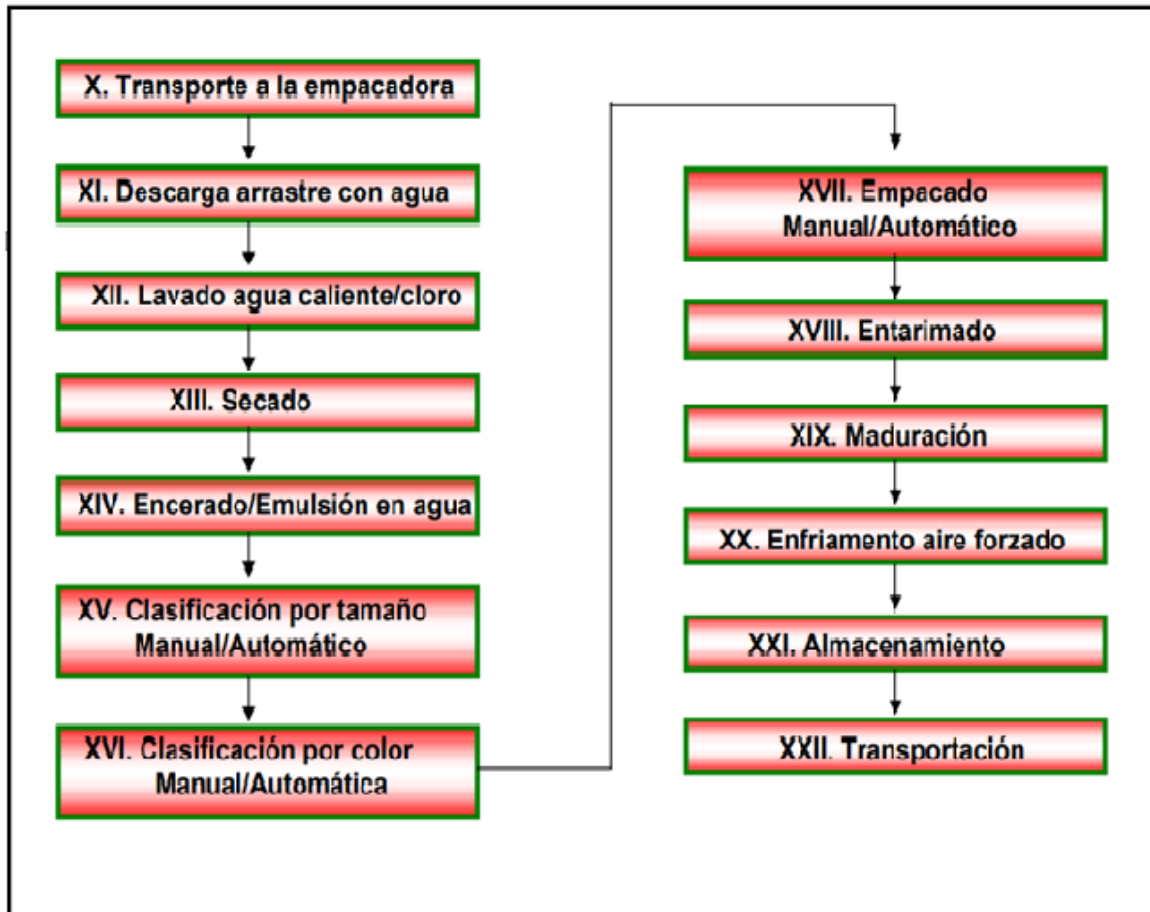 X. Transporte a la empacadora
XI. Descarga arrastre con agua
XII. Lavado agua caliente/cloro
XIII. Secado
XIV. Encerado/Emulsión en agua
XV. Clasificación por tamaño
Manual/Automático
XVI. Clasificación por color
Manual/Automática
XVII. Empacado
Manual/Automático
XVIII. Entarimado
XIX. Maduración
XX. Enfriamento aire forzado
XXI. Almacenamiento
XXII. Transportación